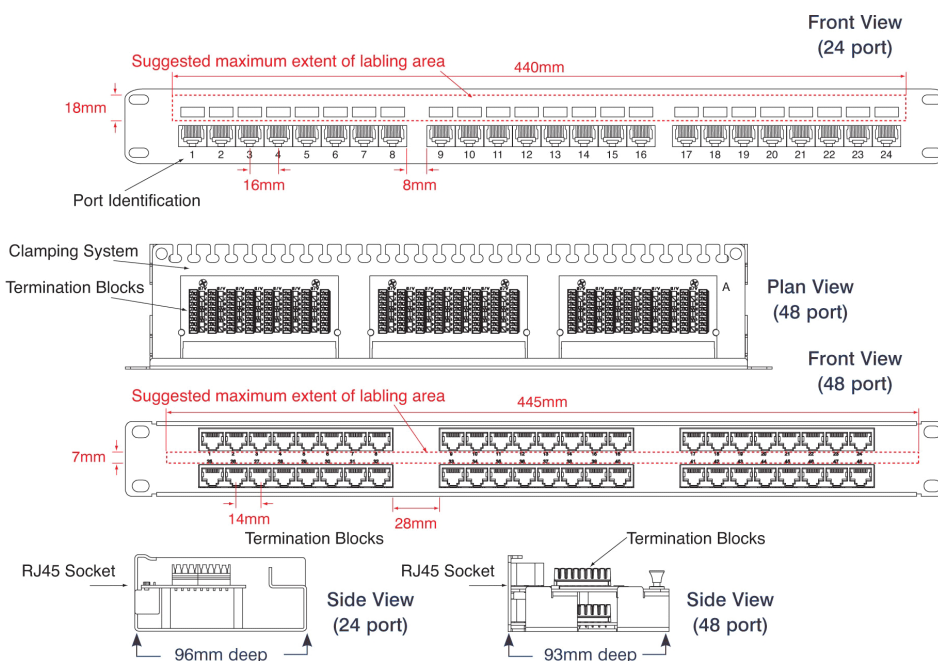 Front View
(24 port)
Suggested maximum extent of labling area
440mm
18mm
1 2 3 4 5 6 7 8 9 10 11 12 13 14 15 16 17 18 19 20 21 22 23 24
16mm
8mm
Port Identification
Clamping System
Termination Blocks
A
Plan View
(48 port)
Front View
(48 port)
Suggested maximum extent of labling area
445mm
7mm
14mm
28mm
Termination Blocks
Termination Blocks
RJ45 Socket
RJ45 Socket
Side View
(24 port)
Side View
(48 port)
96mm deep
93mm deep